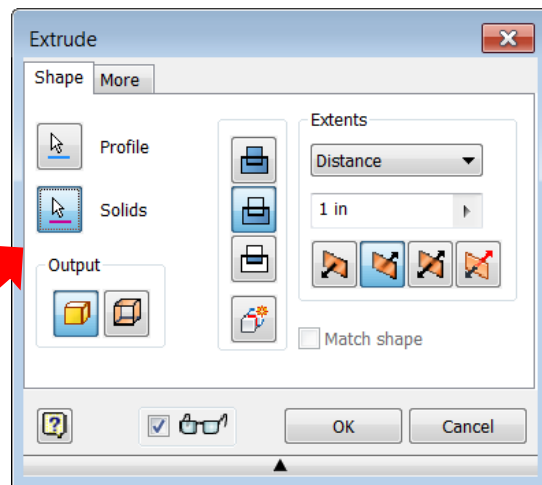 Extrude
Shape More
Extents
Profile
Distance
Solids
1 in
Output
Match shape
?
OK Cancel